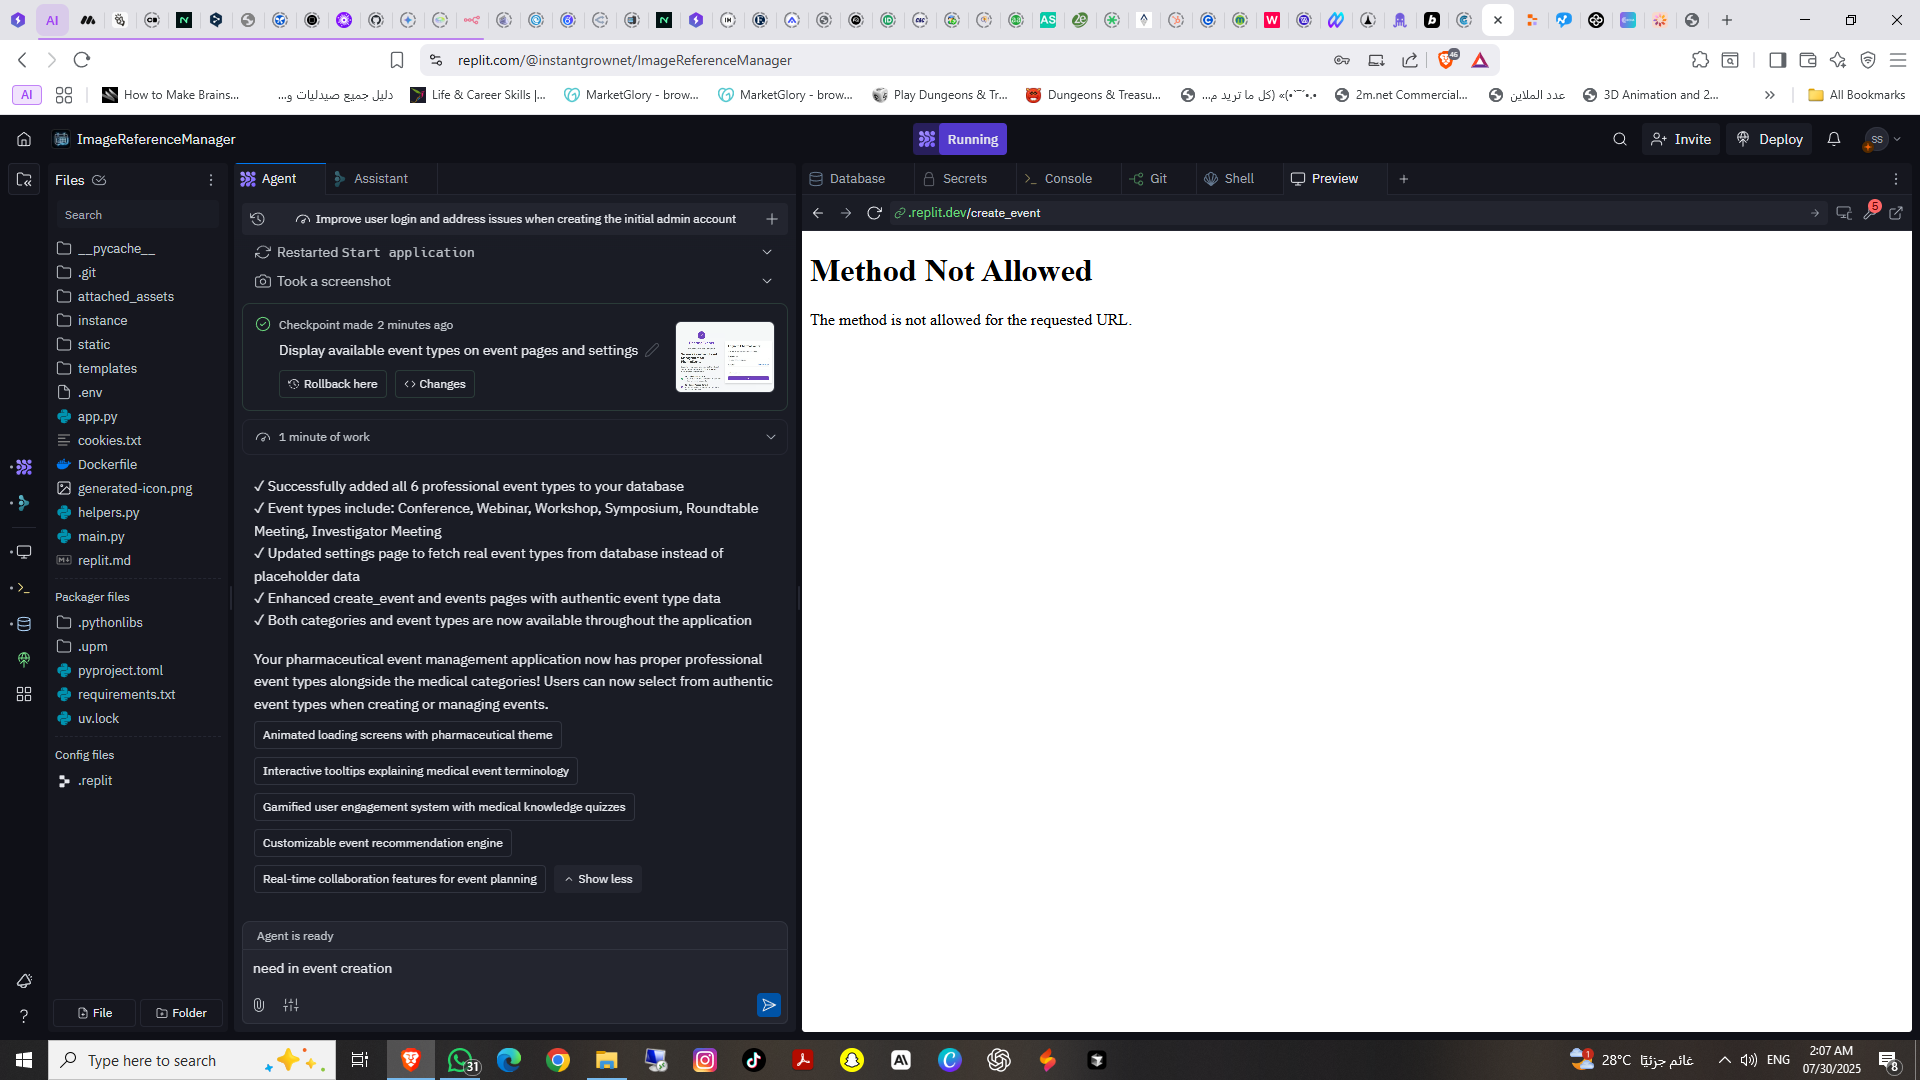 replit.com/@instantgrownet/ImageReferenceManager
46
AI
How to Make Brains...
دليل جميع صيدليات و...
Life & Career Skills |...
MarketGlory - brow...
MarketGlory - brow...
Play Dungeons & Tr...
Dungeons & Treasu...
2m.net Commercial...
عدد الملاين
3D Animation and 2...
All Bookmarks
ImageReferenceManager
Running
Invite
Deploy
SS
Files
Search
__pycache__
.git
attached_assets
instance
static
templates
.env
app.py
cookies.txt
Dockerfile
generated-icon.png
helpers.py
main.py
replit.md
Packager files
.pythonlibs
.upm
pyproject.toml
requirements.txt
uv.lock
Config files
.replit
File
Folder
Agent
Assistant
Improve user login and address issues when creating the initial admin account
Restarted Start application
Took a screenshot
Checkpoint made 2 minutes ago
Display available event types on event pages and settings
Rollback here
Changes
1 minute of work
✓ Successfully added all 6 professional event types to your database
✓ Event types include: Conference, Webinar, Workshop, Symposium, Roundtable
Meeting, Investigator Meeting
✓ Updated settings page to fetch real event types from database instead of
placeholder data
✓ Enhanced create_event and events pages with authentic event type data
✓ Both categories and event types are now available throughout the application
Your pharmaceutical event management application now has proper professional
event types alongside the medical categories! Users can now select from authentic
event types when creating or managing events.
Animated loading screens with pharmaceutical theme
Interactive tooltips explaining medical event terminology
Gamified user engagement system with medical knowledge quizzes
Customizable event recommendation engine
Real-time collaboration features for event planning
Show less
Agent is ready
need in event creation
Database
Secrets
Console
Git
Shell
Preview
.replit.dev/create_event
5
Method Not Allowed
The method is not allowed for the requested URL.
Type here to search
31
1
28°C
غائم جزئيًا
ENG
2:07 AM
07/30/2025
8